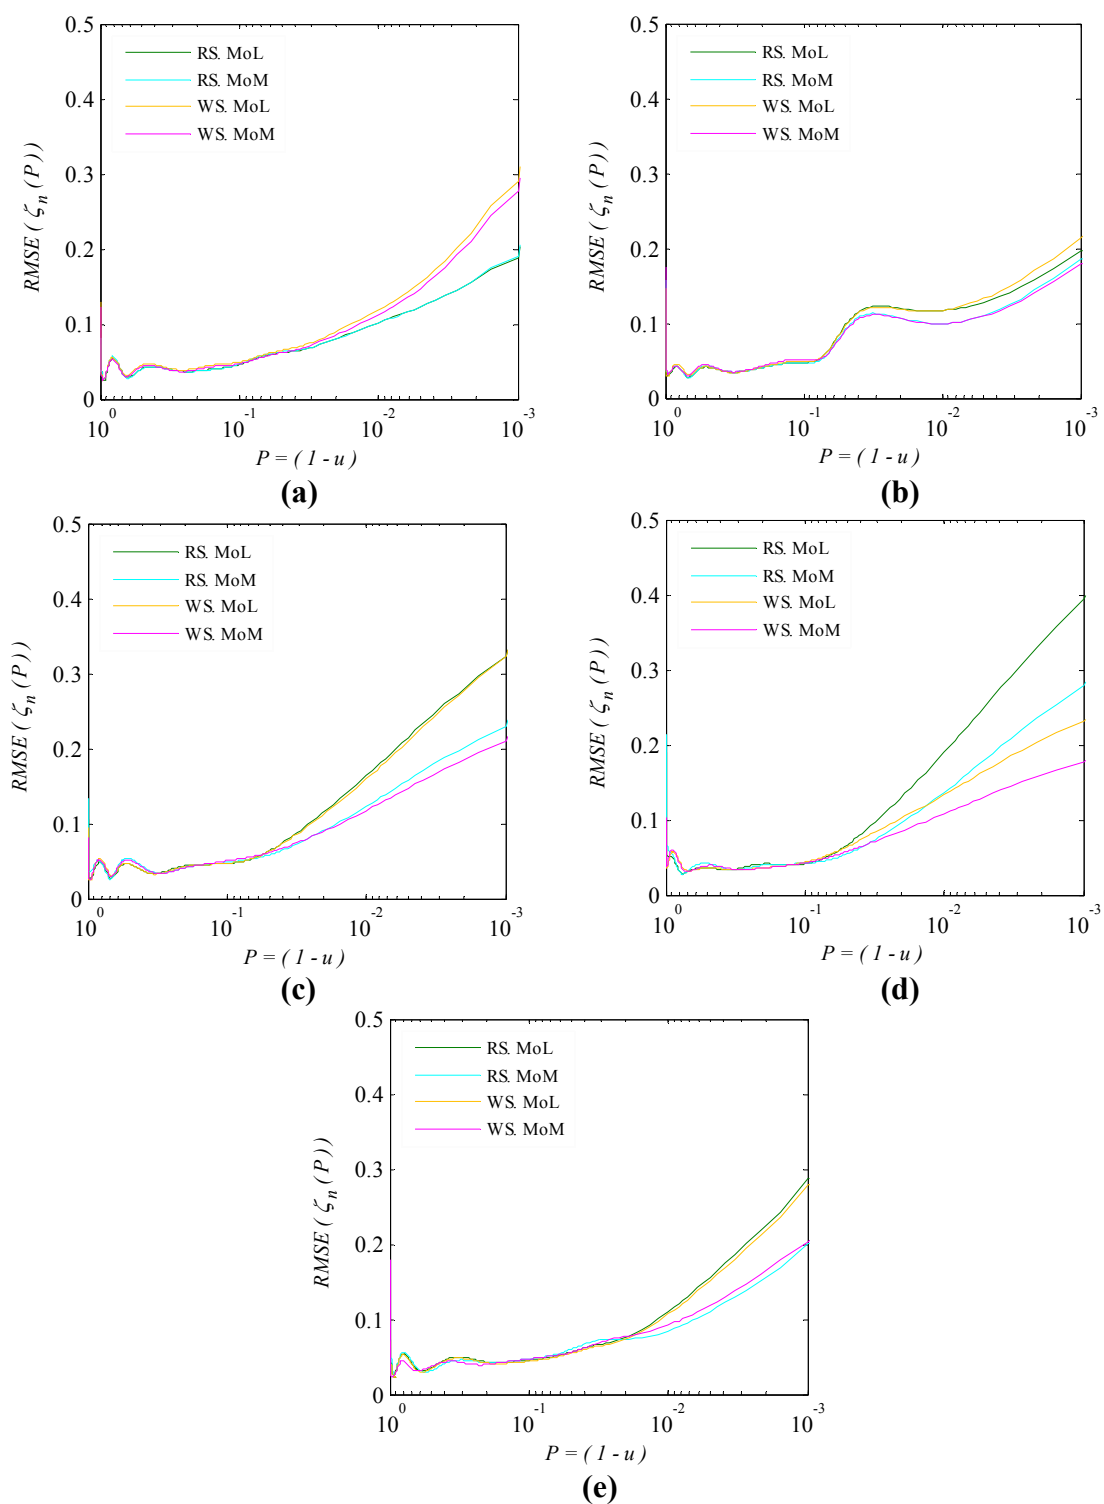 0.5
0.4
0.3
0.2
0.1
0
RMSE ( ζn (P))
RS. MoL
RS. MoM
WS. MoL
WS. MoM
10^0 10^-1 10^-2 10^-3
P = ( 1 - u )
(a)
0.5
0.4
0.3
0.2
0.1
0
RMSE ( ζn (P))
RS. MoL
RS. MoM
WS. MoL
WS. MoM
10^0 10^-1 10^-2 10^-3
P = ( 1 - u )
(b)
0.5
0.4
0.3
0.2
0.1
0
RMSE ( ζn (P))
RS. MoL
RS. MoM
WS. MoL
WS. MoM
10^0 10^-1 10^-2 10^-3
P = ( 1 - u )
(c)
0.5
0.4
0.3
0.2
0.1
0
RMSE ( ζn (P))
RS. MoL
RS. MoM
WS. MoL
WS. MoM
10^0 10^-1 10^-2 10^-3
P = ( 1 - u )
(d)
0.5
0.4
0.3
0.2
0.1
0
RMSE ( ζn (P))
RS. MoL
RS. MoM
WS. MoL
WS. MoM
10^0 10^-1 10^-2 10^-3
P = ( 1 - u )
(e)